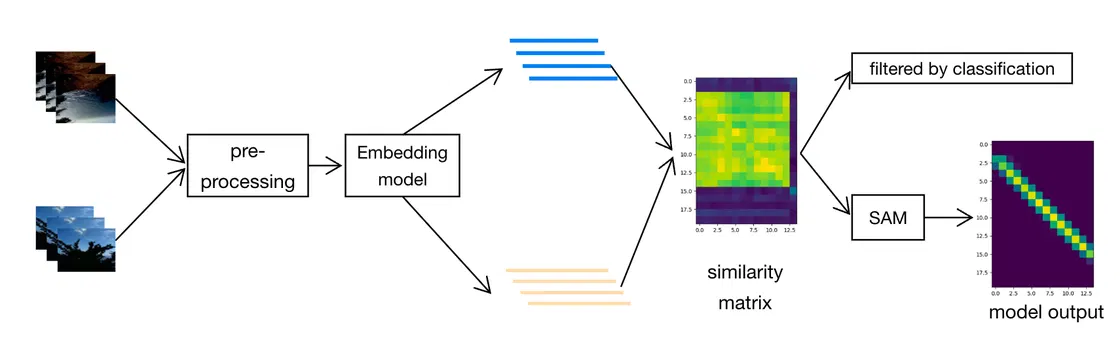 pre-
processing
Embedding
model
0.0
2.5
5.0
7.5
10.0
12.5
15.0
17.5
0.0 2.5 5.0 7.5 10.0 12.5
similarity
matrix
filtered by classification
SAM
0.0
2.5
5.0
7.5
10.0
12.5
15.0
17.5
0.0 2.5 5.0 7.5 10.0 12.5
model output